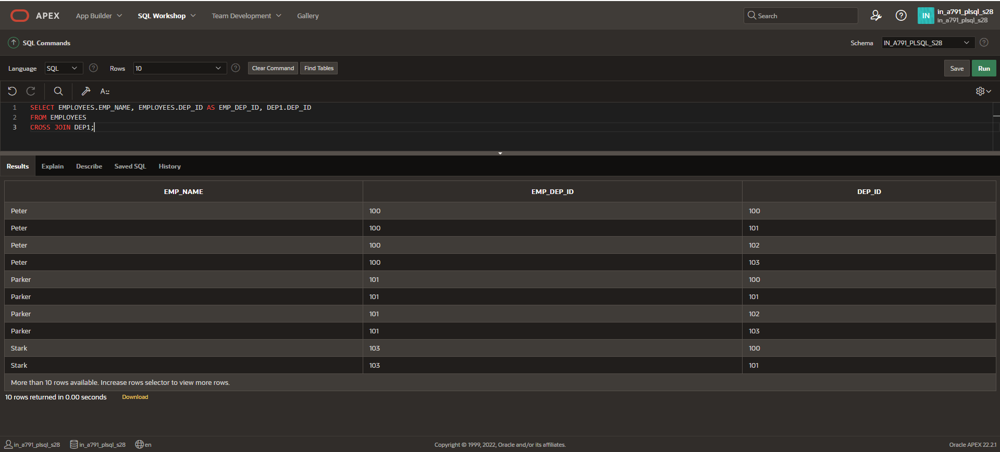 APEX App Builder SQL Workshop Team Development Gallery Search IN in_a791_plsql_s28
in_a791_plsql_s28
SQL Commands Schema IN_A791_PLSQL_S28
Language SQL Rows 10 Clear Command Find Tables Save Run
A::
1 SELECT EMPLOYEES.EMP_NAME, EMPLOYEES.DEP_ID AS EMP_DEP_ID, DEP1.DEP_ID
2 FROM EMPLOYEES
3 CROSS JOIN DEP1;
Results Explain Describe Saved SQL History
EMP_NAME EMP_DEP_ID DEP_ID
Peter 100 100
Peter 100 101
Peter 100 102
Peter 100 103
Parker 101 100
Parker 101 101
Parker 101 102
Parker 101 103
Stark 103 100
Stark 103 101
More than 10 rows available. Increase rows selector to view more rows.
10 rows returned in 0.00 seconds Download
in_a791_plsql_s28 in_a791_plsql_s28 en Copyright © 1999, 2022, Oracle and/or its affiliates. Oracle APEX 22.2.1